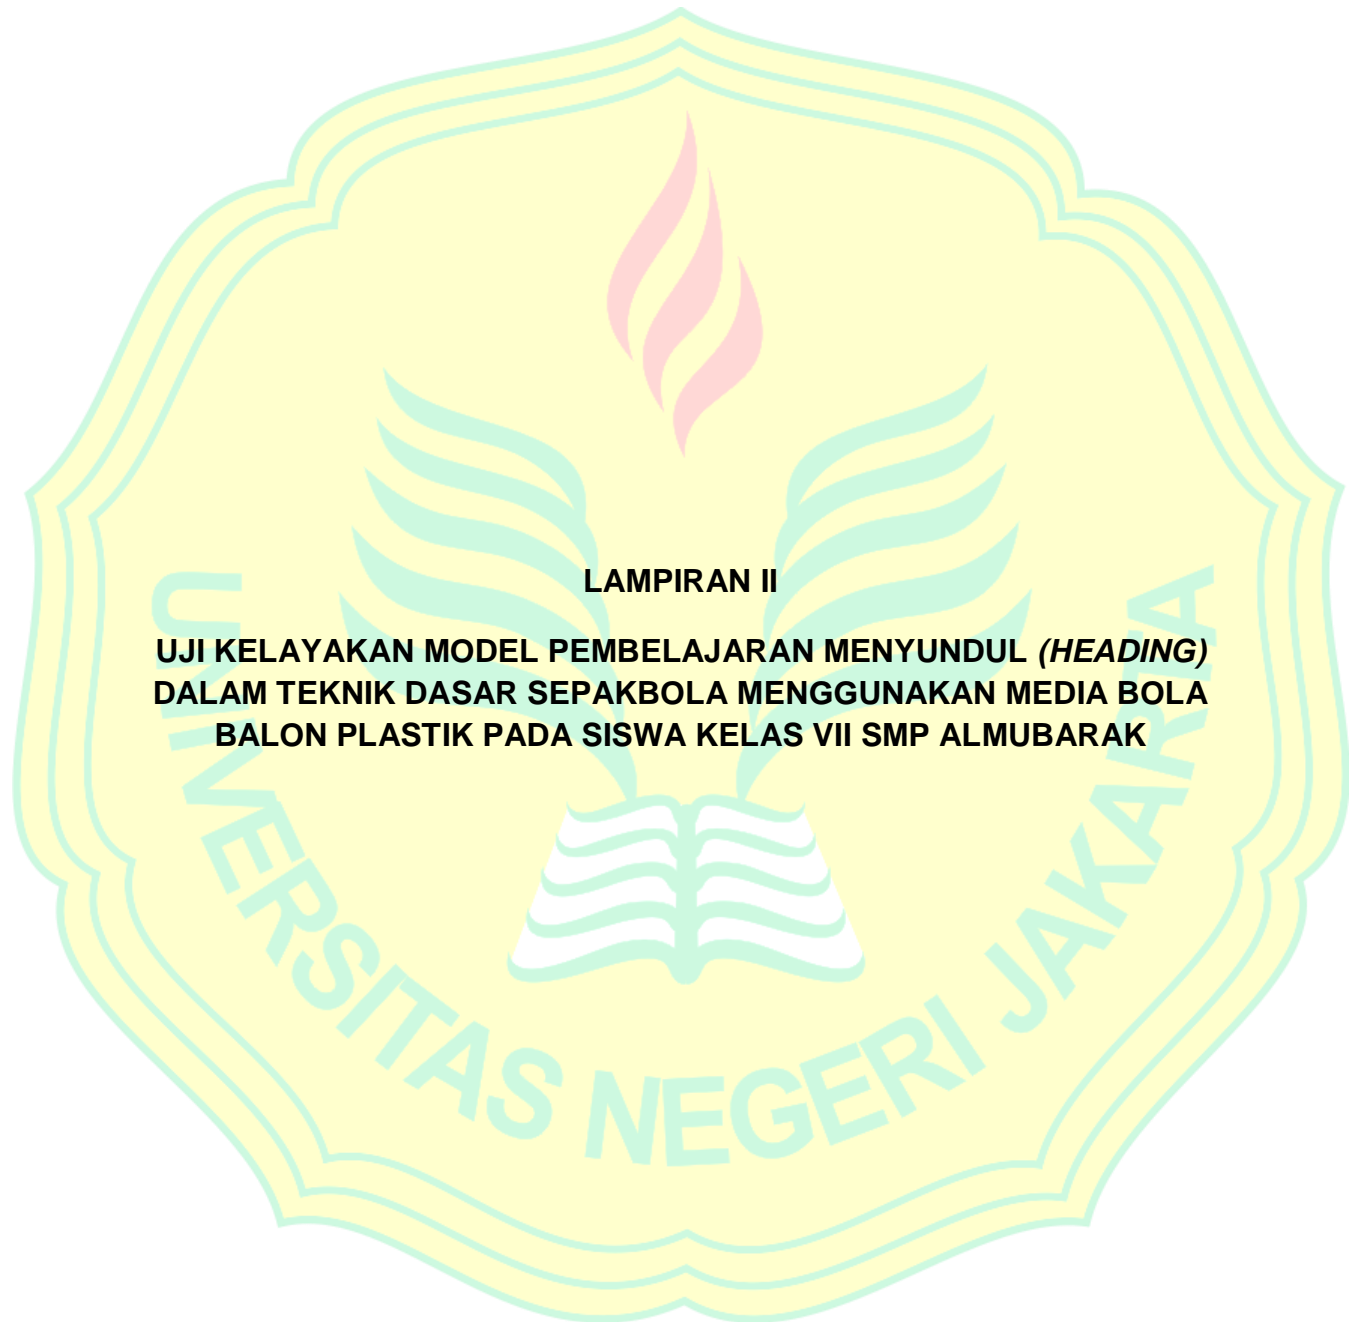 LAMPIRAN II
UJI KELAYAKAN MODEL PEMBELAJARAN MENYUNDUL (HEADING)
DALAM TEKNIK DASAR SEPAKBOLA MENGGUNAKAN MEDIA BOLA
BALON PLASTIK PADA SISWA KELAS VII SMP ALMUBARAK
UNIVERSITAS NEGERI JAKARTA